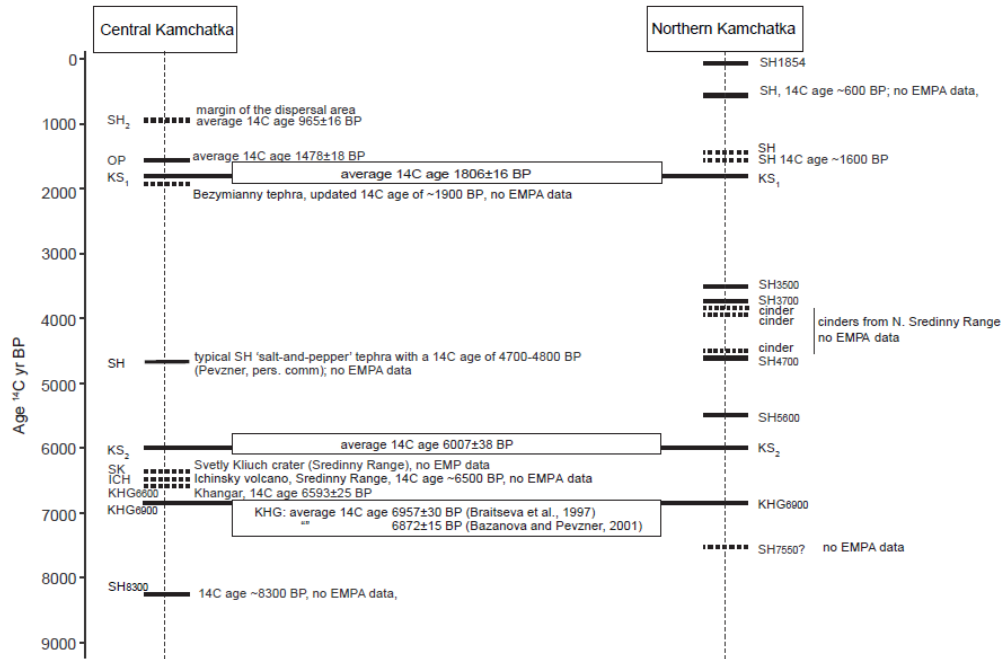 Central Kamchatka
Northern Kamchatka
Age ¹⁴C yr BP
0
1000
2000
3000
4000
5000
6000
7000
8000
9000
SH₂
margin of the dispersal area
average 14C age 965±16 BP
OP
average 14C age 1478±18 BP
KS₁
average 14C age 1806±16 BP
Bezymianny tephra, updated 14C age of ~1900 BP, no EMPA data
SH
typical SH 'salt-and-pepper' tephra with a 14C age of 4700-4800 BP
(Pevzner, pers. comm); no EMPA data
KS₂
average 14C age 6007±38 BP
SK
Svetly Kliuch crater (Sredinny Range), no EMP data
ICH
Ichinsky volcano, Sredinny Range, 14C age ~6500 BP, no EMPA data
KHG6600
Khangar, 14C age 6593±25 BP
KHG6900
KHG: average 14C age 6957±30 BP (Braitseva et al., 1997)
“” 6872±15 BP (Bazanova and Pevzner, 2001)
SH8300
14C age ~8300 BP, no EMPA data,
SH1854
SH, 14C age ~600 BP; no EMPA data,
SH
SH 14C age ~1600 BP
KS₁
SH3500
SH3700
cinder
cinder
cinders from N. Sredinny Range
no EMPA data
cinder
SH4700
SH5600
KS₂
KHG6900
SH7550? no EMPA data